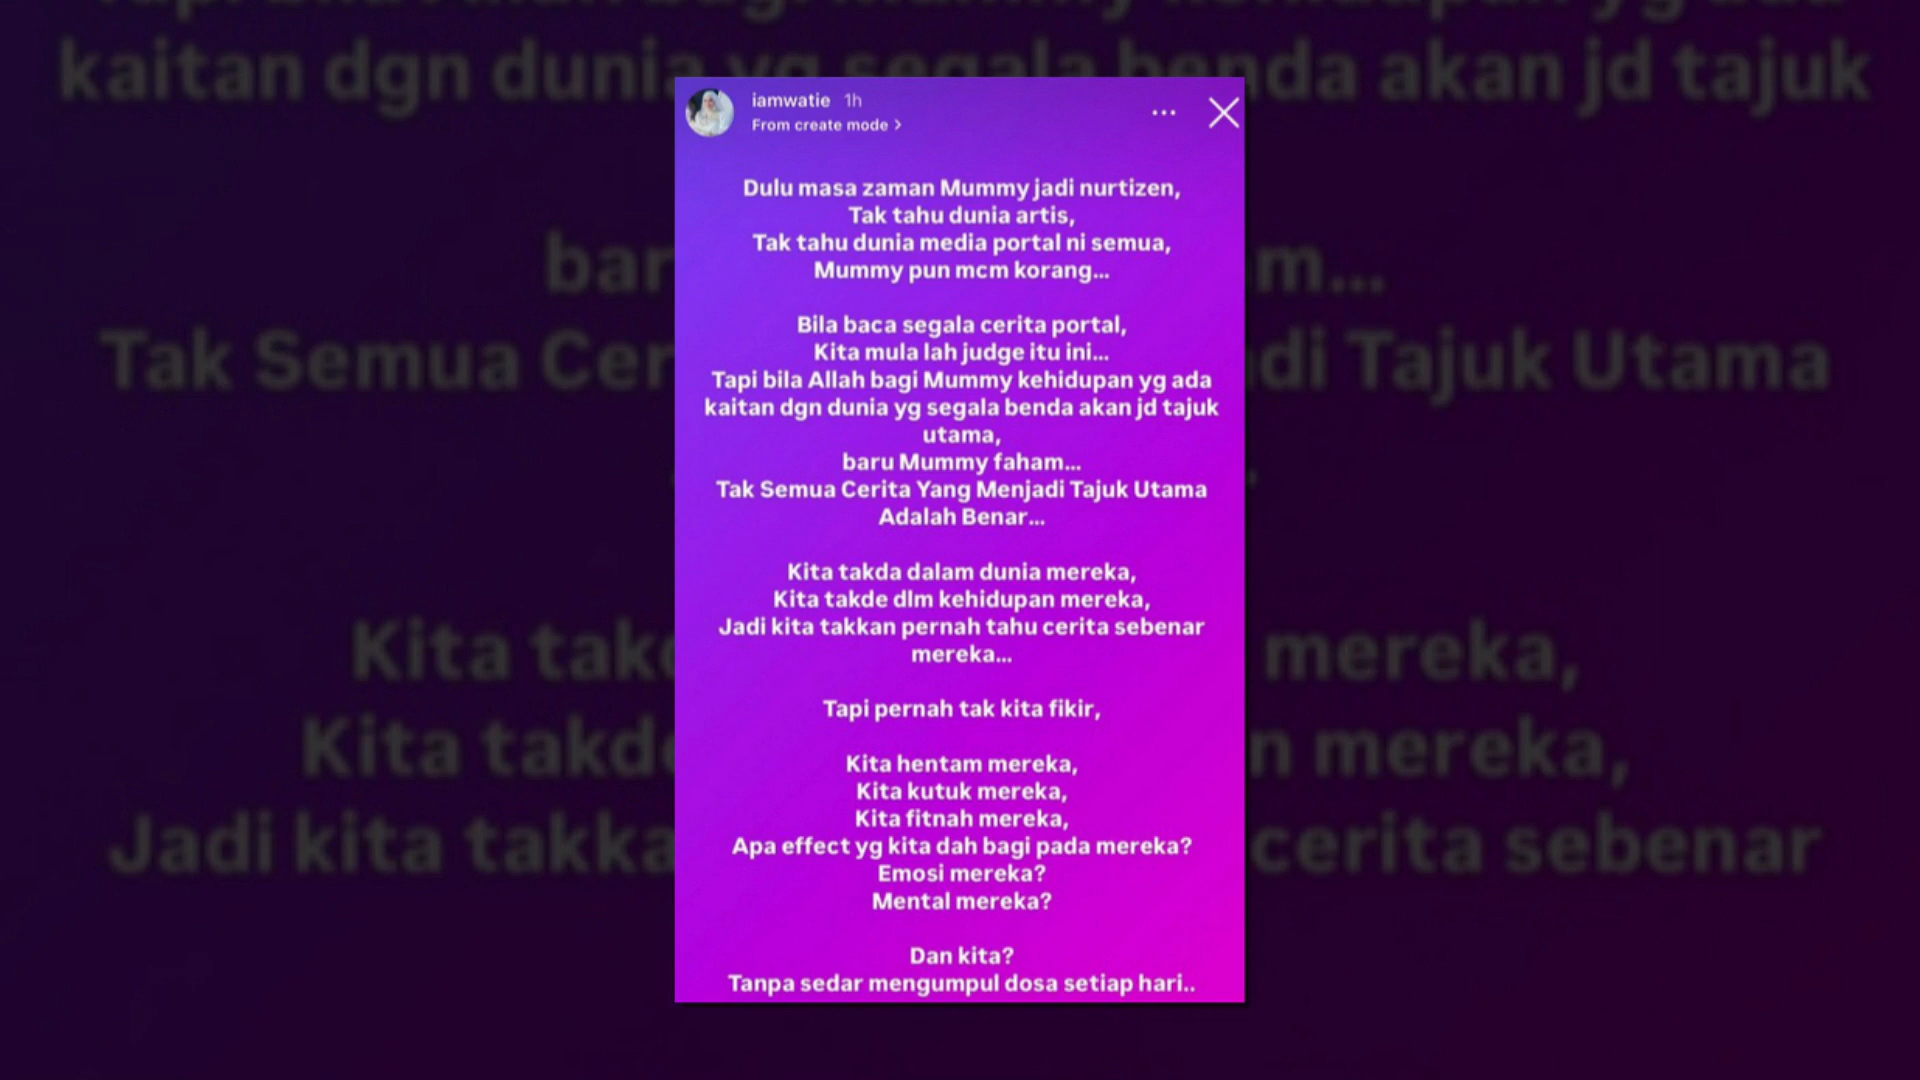 iamwatie 1h
From create mode >
Dulu masa zaman Mummy jadi nurtizen,
Tak tahu dunia artis,
Tak tahu dunia media portal ni semua,
Mummy pun mcm korang...
Bila baca segala cerita portal,
Kita mula lah judge itu ini...
Tapi bila Allah bagi Mummy kehidupan yg ada
kaitan dgn dunia yg segala benda akan jd tajuk
utama,
baru Mummy faham...
Tak Semua Cerita Yang Menjadi Tajuk Utama
Adalah Benar...
Kita takda dalam dunia mereka,
Kita takde dlm kehidupan mereka,
Jadi kita takkan pernah tahu cerita sebenar
mereka...
Tapi pernah tak kita fikir,
Kita hentam mereka,
Kita kutuk mereka,
Kita fitnah mereka,
Apa effect yg kita dah bagi pada mereka?
Emosi mereka?
Mental mereka?
Dan kita?
Tanpa sedar mengumpul dosa setiap hari..